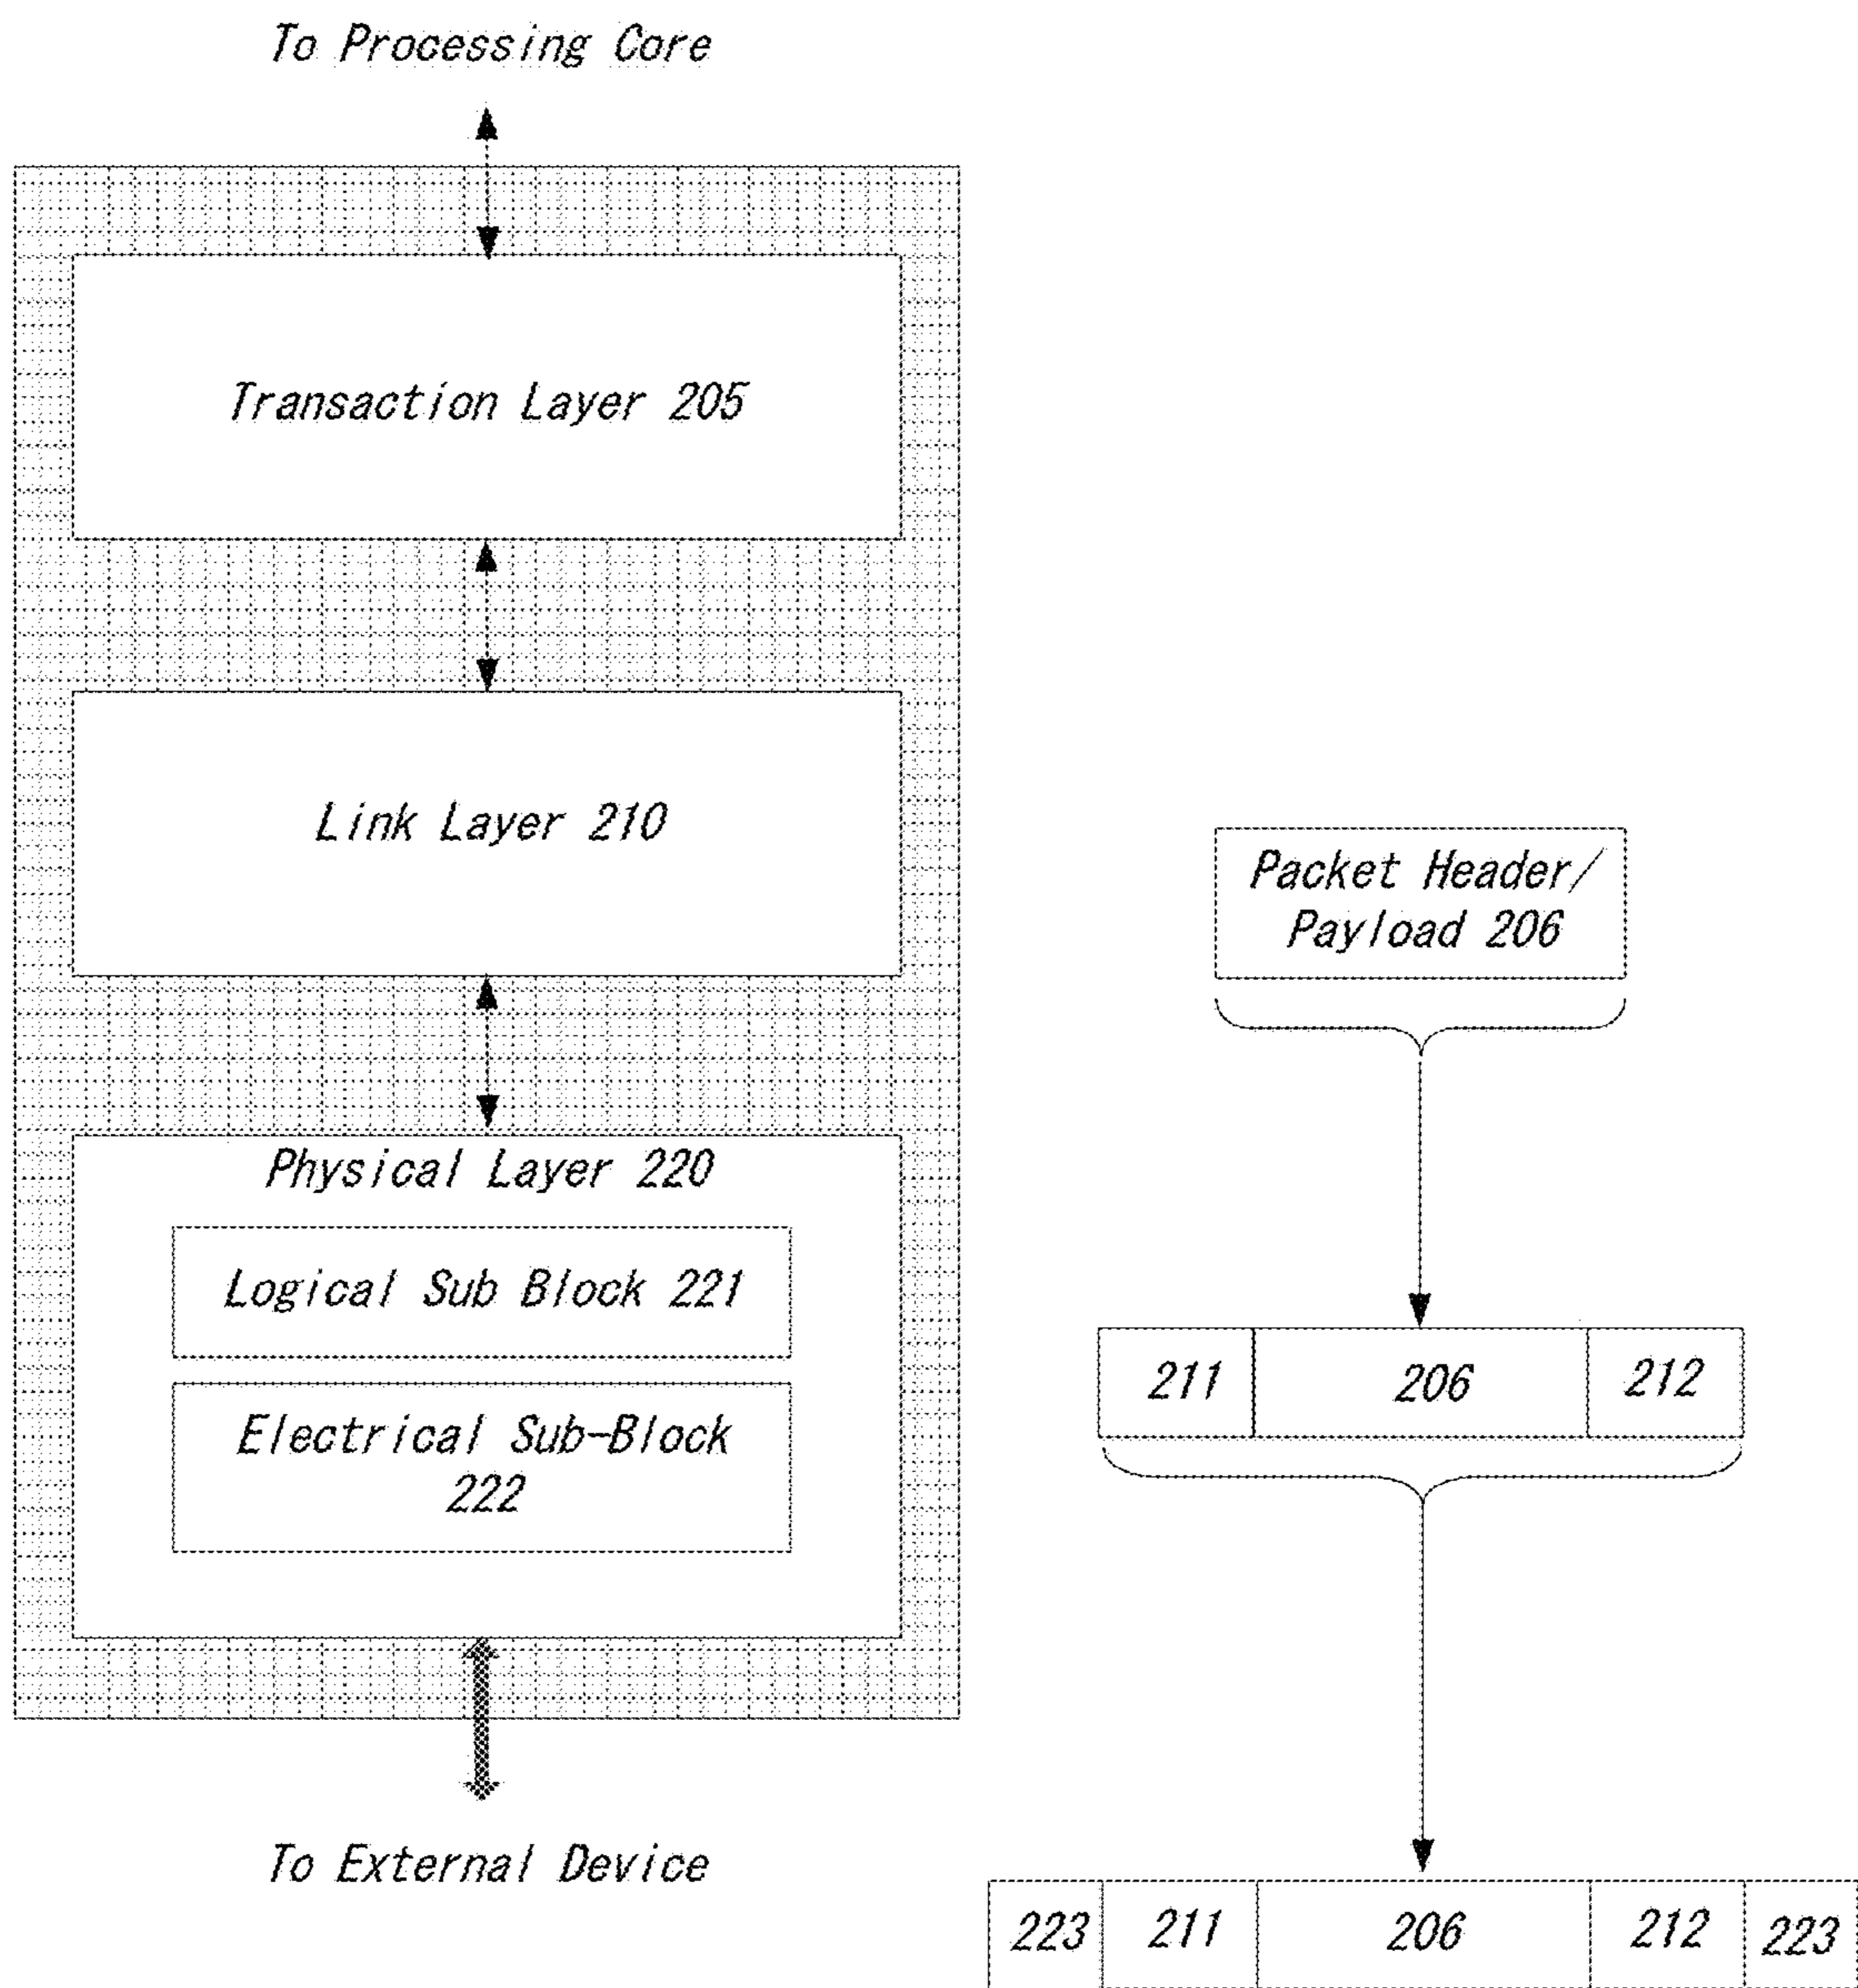 To Processing Core
Transaction Layer 205
Link Layer 210
Physical Layer 220
Logical Sub Block 221
Electrical Sub-Block
222
To External Device
Packet Header/
Payload 206
211 206 212
223 211 206 212 223